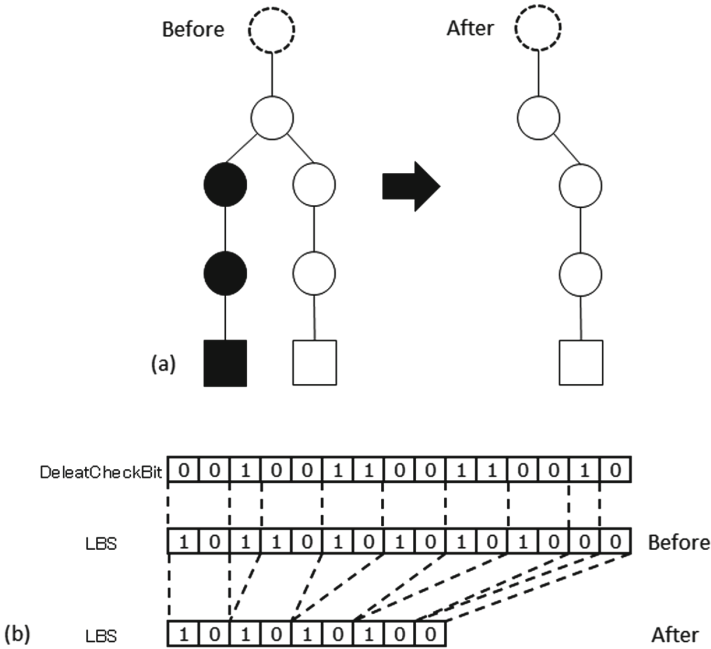 Before After
(a)
DeleatCheckBit 0 0 1 0 0 1 1 0 0 1 1 0 0 1 0
LBS 1 0 1 1 0 1 0 1 0 1 0 1 0 0 0 Before
(b) LBS 1 0 1 0 1 0 1 0 0 After